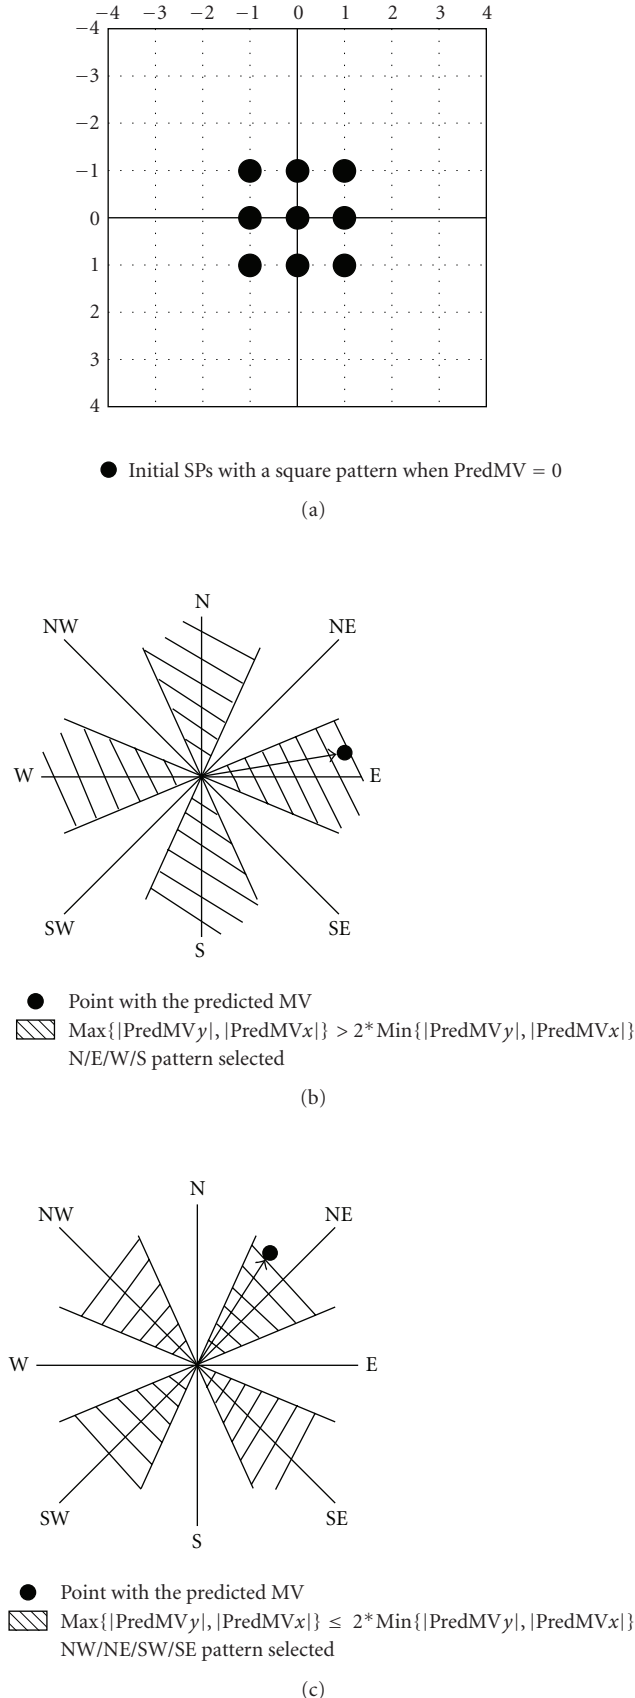 −4 −3 −2 −1 0 1 2 3 4
−4
−3
−2
−1
0
1
2
3
4
Initial SPs with a square pattern when PredMV = 0
(a)
N
NW NE
W E
SW SE
S
Point with the predicted MV
Max{|PredMVy|, |PredMVx|} > 2*Min{|PredMVy|, |PredMVx|}
N/E/W/S pattern selected
(b)
N
NW NE
W E
SW SE
S
Point with the predicted MV
Max{|PredMVy|, |PredMVx|} ≤ 2*Min{|PredMVy|, |PredMVx|}
NW/NE/SW/SE pattern selected
(c)